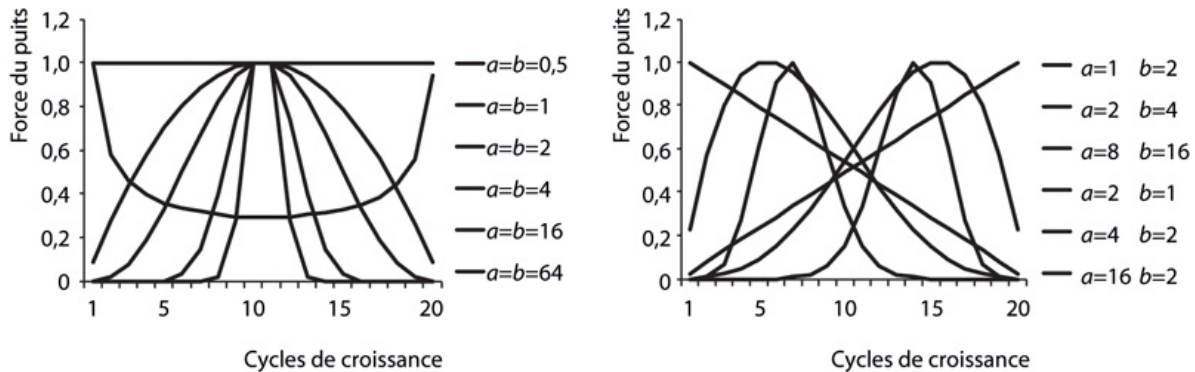 Force du puits
1,2
1,0
0,8
0,6
0,4
0,2
0
1 5 10 15 20
Cycles de croissance
a=b=0,5
a=b=1
a=b=2
a=b=4
a=b=16
a=b=64
Force du puits
1,2
1,0
0,8
0,6
0,4
0,2
0
1 5 10 15 20
Cycles de croissance
a=1 b=2
a=2 b=4
a=8 b=16
a=2 b=1
a=4 b=2
a=16 b=2